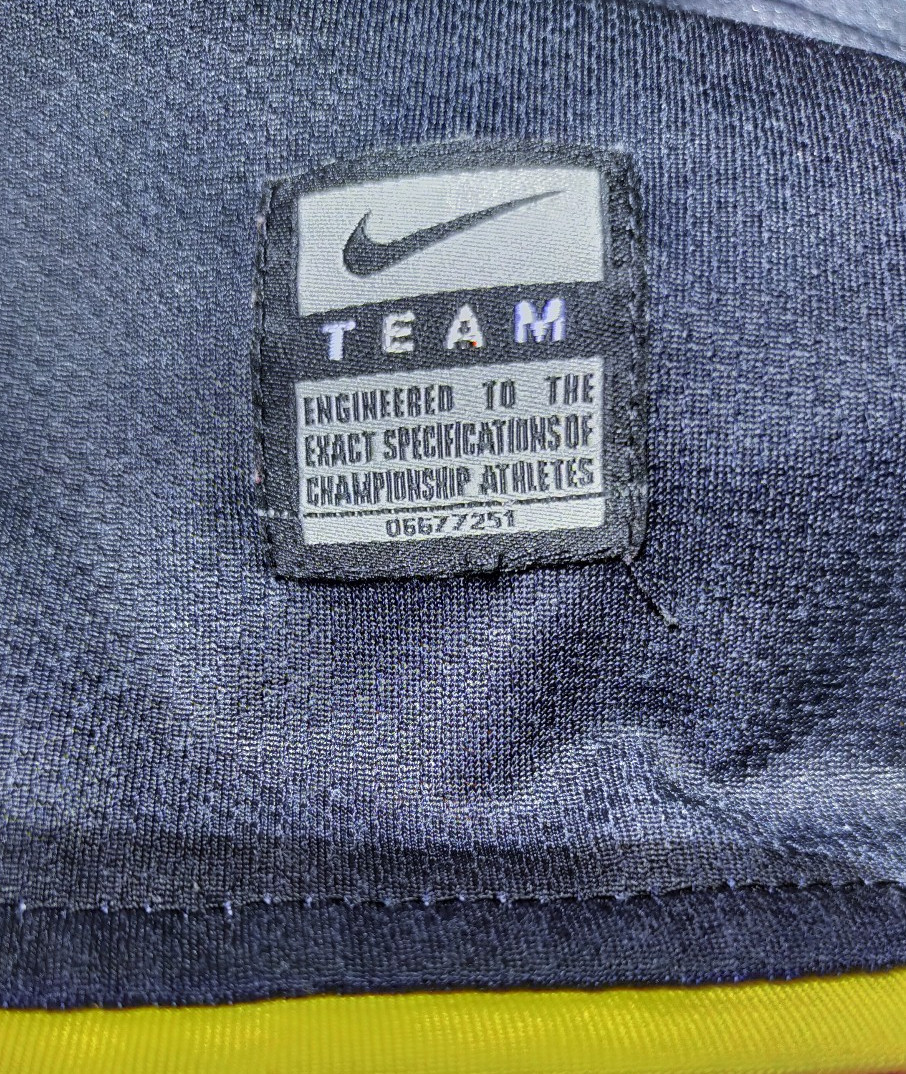 TEAM
ENGINEERED TO THE
EXACT SPECIFICATIONS OF
CHAMPIONSHIP ATHLETES
06677251